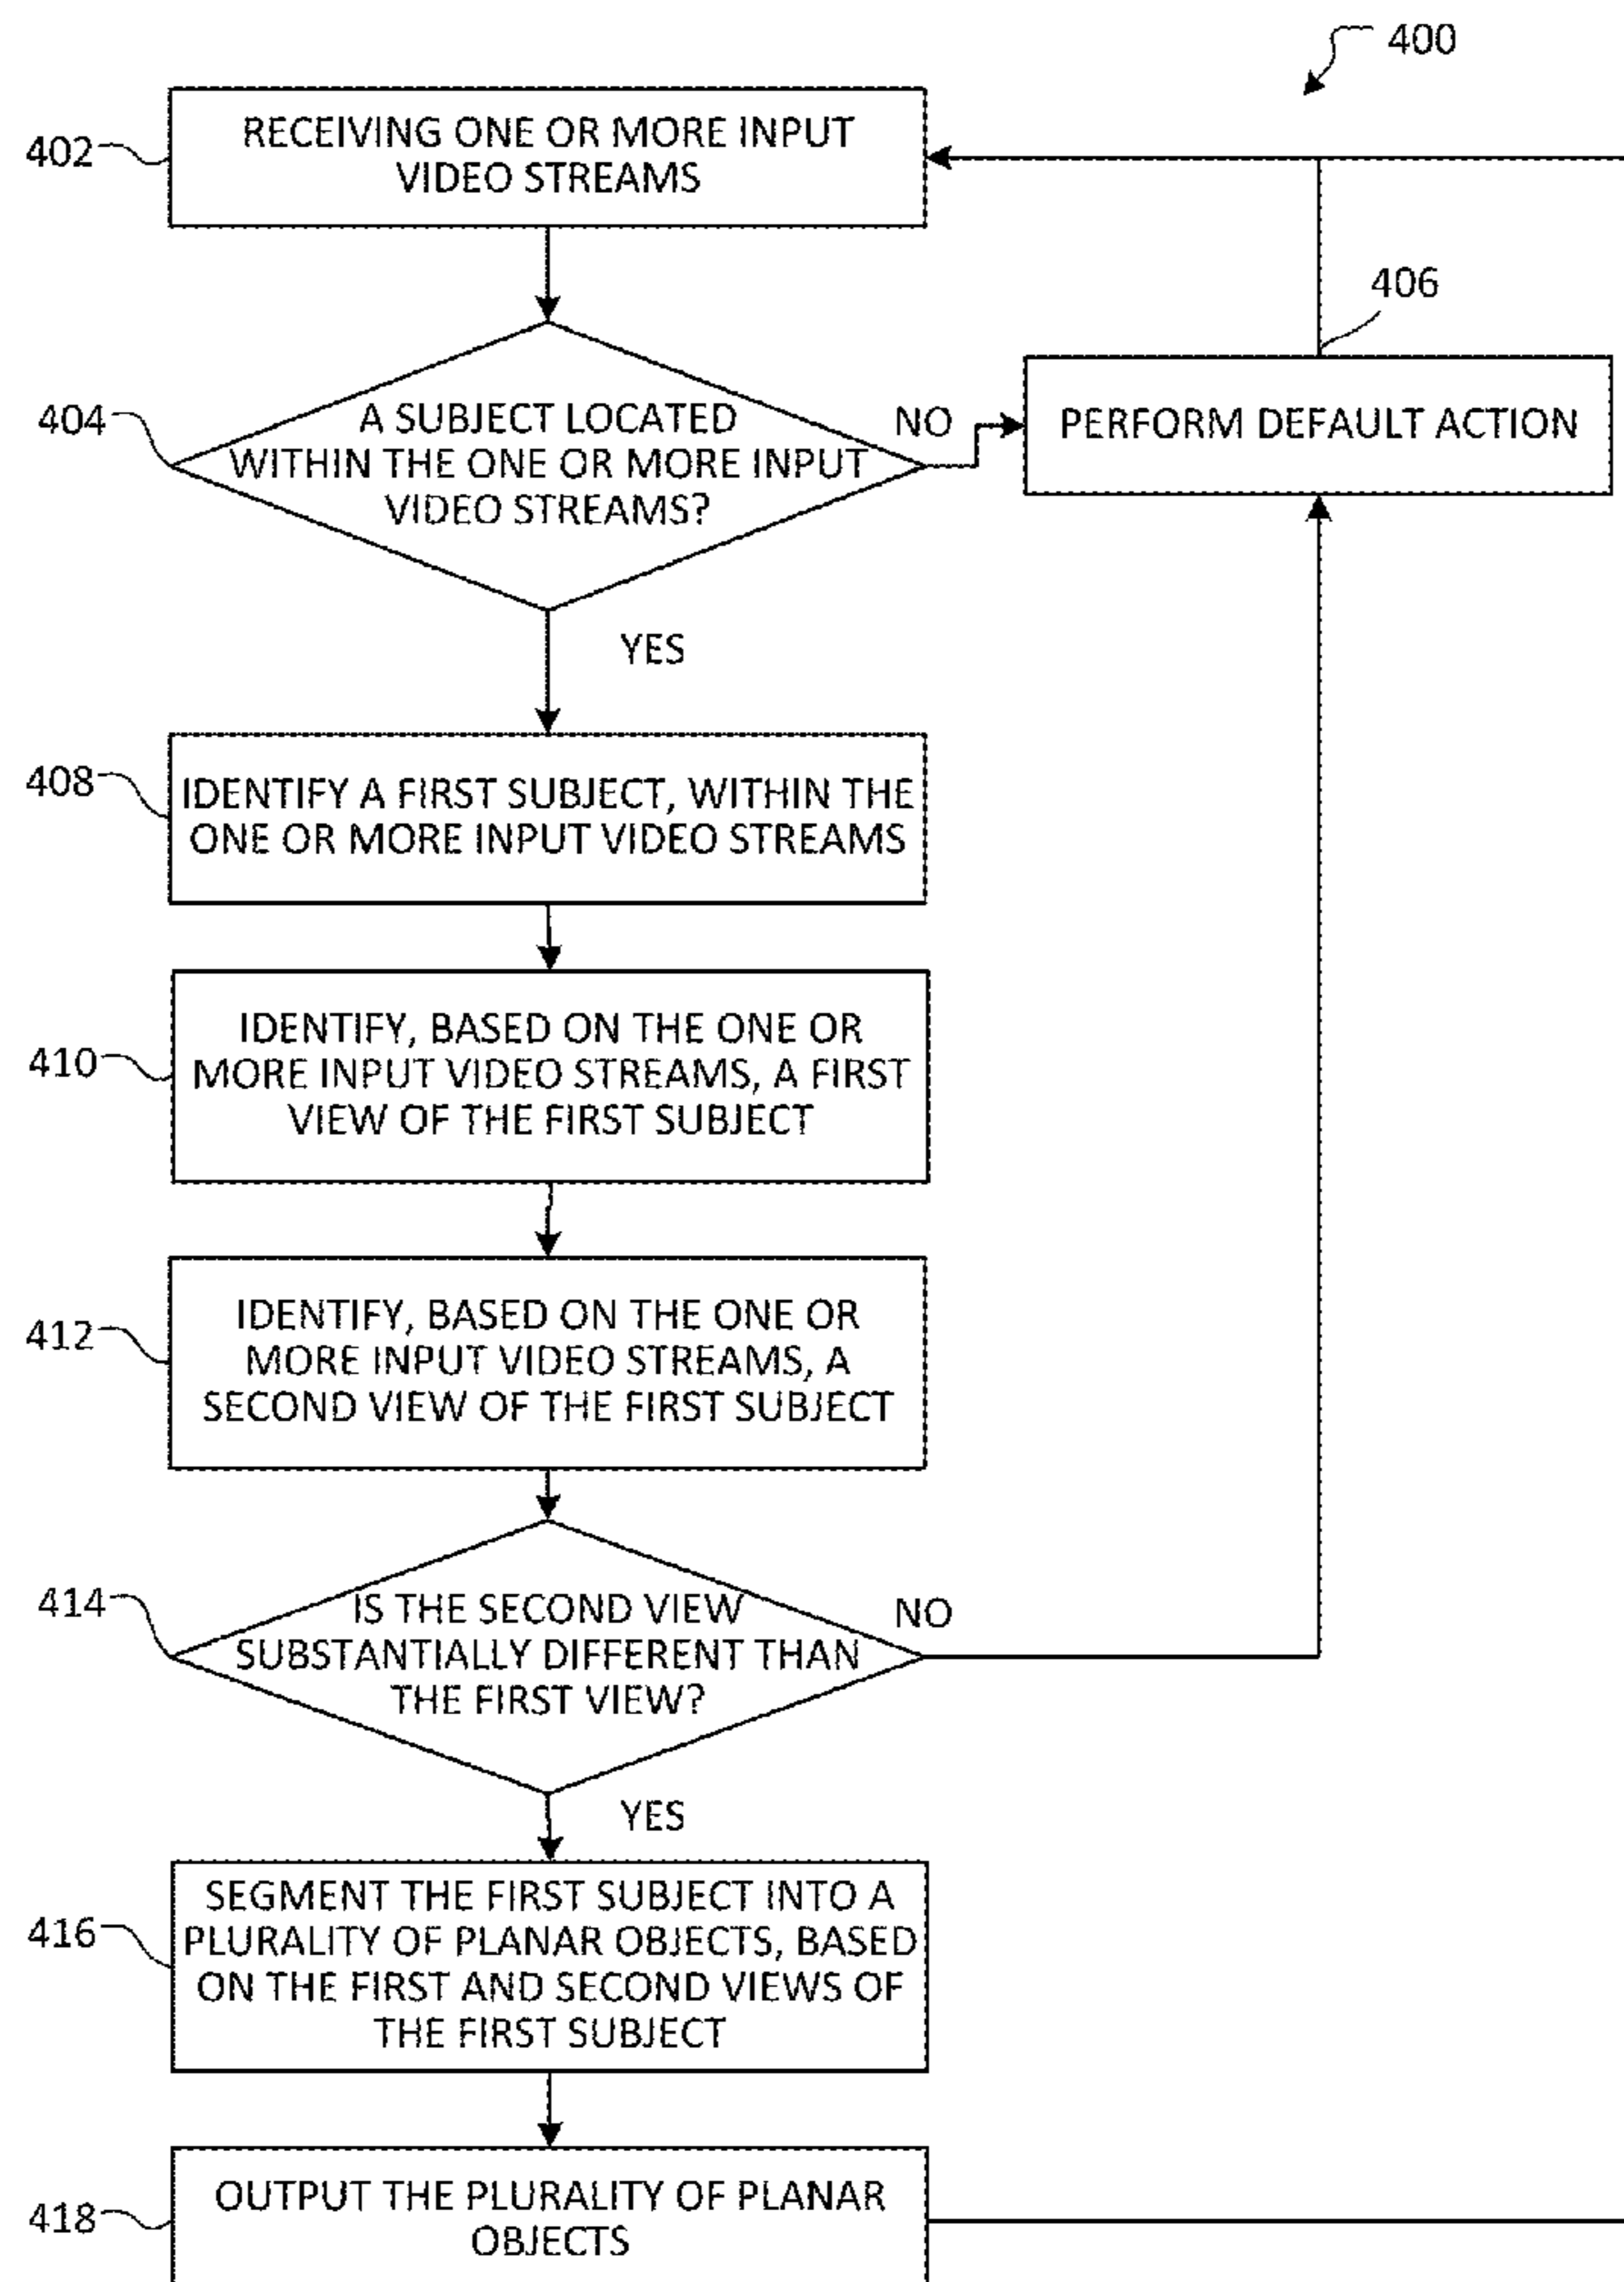 400
402
RECEIVING ONE OR MORE INPUT
VIDEO STREAMS
406
404
A SUBJECT LOCATED
WITHIN THE ONE OR MORE INPUT
VIDEO STREAMS?
NO
PERFORM DEFAULT ACTION
YES
408
IDENTIFY A FIRST SUBJECT, WITHIN THE
ONE OR MORE INPUT VIDEO STREAMS
410
IDENTIFY, BASED ON THE ONE OR
MORE INPUT VIDEO STREAMS, A FIRST
VIEW OF THE FIRST SUBJECT
412
IDENTIFY, BASED ON THE ONE OR
MORE INPUT VIDEO STREAMS, A
SECOND VIEW OF THE FIRST SUBJECT
414
IS THE SECOND VIEW
SUBSTANTIALLY DIFFERENT THAN
THE FIRST VIEW?
NO
YES
416
SEGMENT THE FIRST SUBJECT INTO A
PLURALITY OF PLANAR OBJECTS, BASED
ON THE FIRST AND SECOND VIEWS OF
THE FIRST SUBJECT
418
OUTPUT THE PLURALITY OF PLANAR
OBJECTS